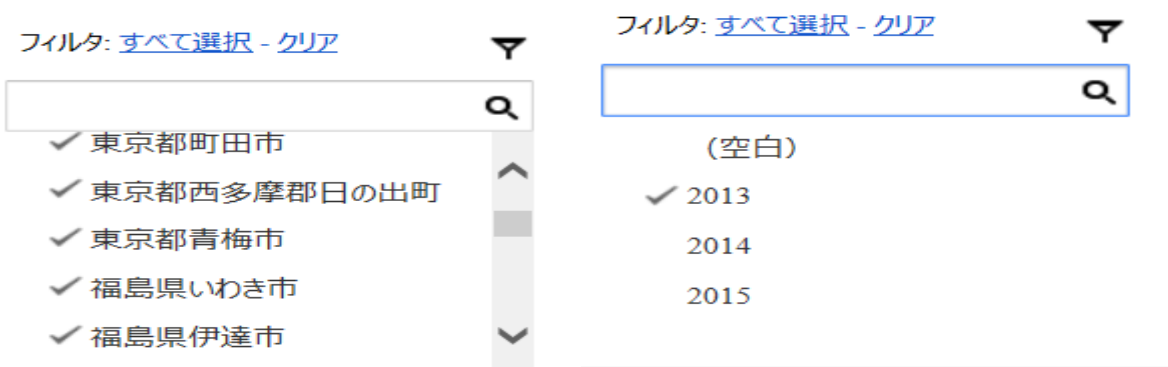 フィルタ: すべて選択 - クリア
東京都町田市
東京都西多摩郡日の出町
東京都青梅市
福島県いわき市
福島県伊達市
フィルタ: すべて選択 - クリア
(空白)
2013
2014
2015